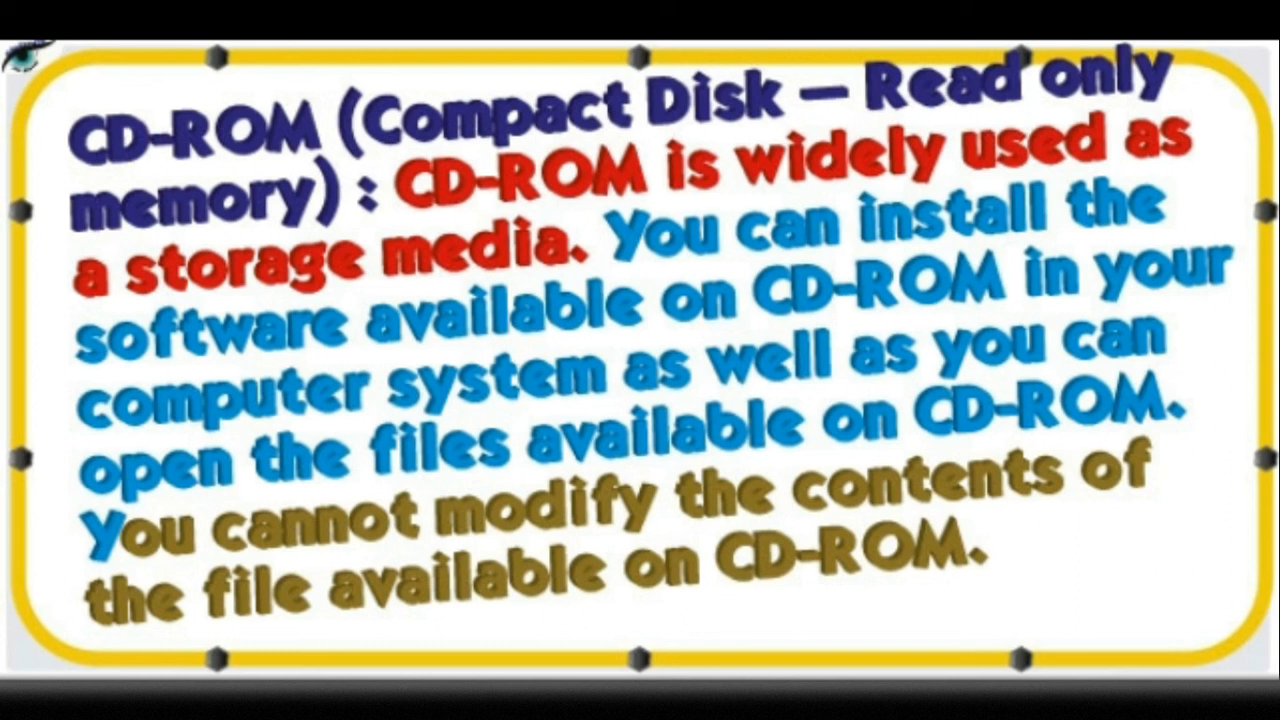 CD-ROM (Compact Disk – Read only
memory) : CD-ROM is widely used as
a storage media. You can install the
software available on CD-ROM in your
computer system as well as you can
open the files available on CD-ROM.
You cannot modify the contents of
the file available on CD-ROM.